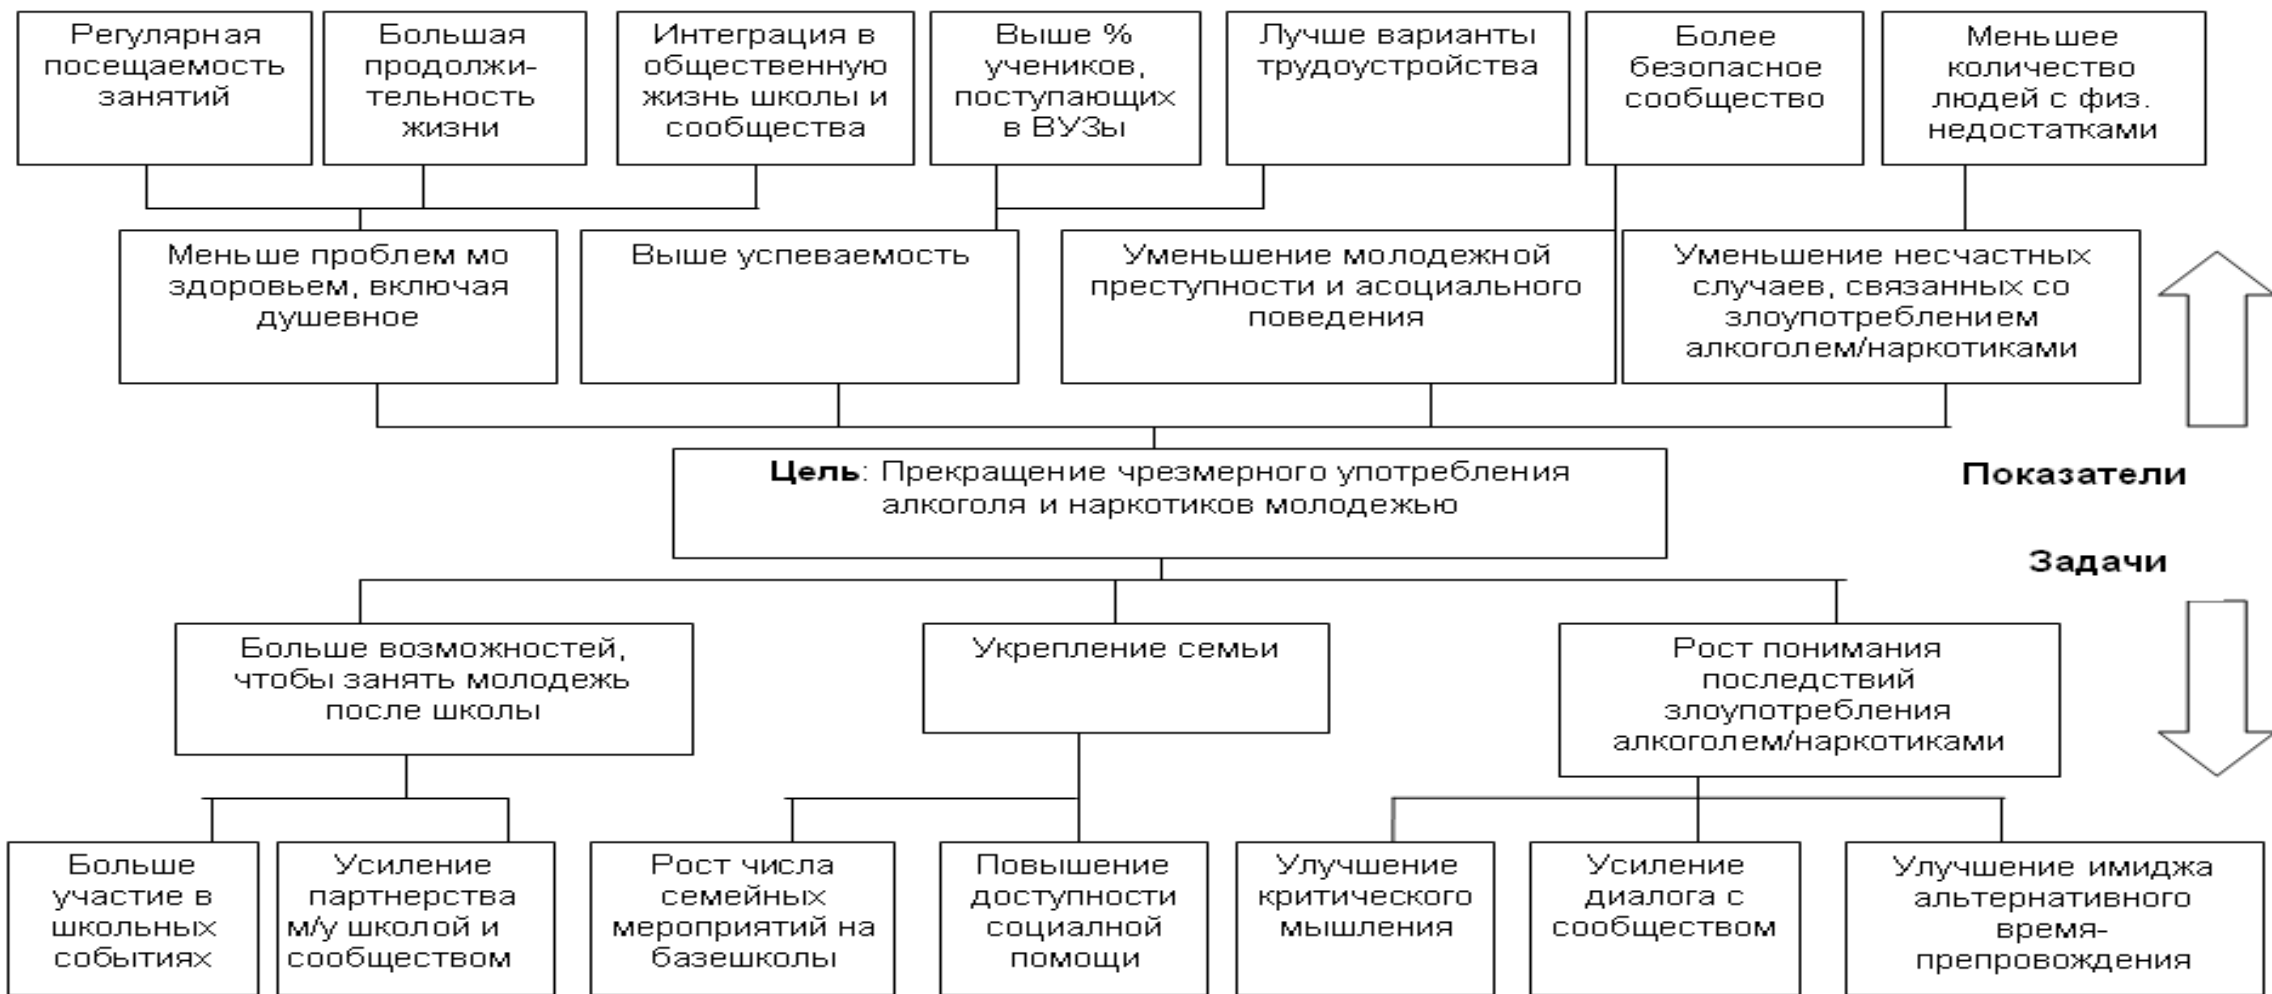 Регулярная
посещаемость
занятий
Большая
продолжи-
тельность
жизни
Интеграция в
общественную
жизнь школы и
сообщества
Выше %
учеников,
поступающих
в ВУЗы
Лучше варианты
трудоустройства
Более
безопасное
сообщество
Меньшее
количество
людей с физ.
недостатками
Меньше проблем мо
здоровьем, включая
душевное
Выше успеваемость
Уменьшение молодежной
преступности и асоциального
поведения
Уменьшение несчастных
случаев, связанных со
злоупотреблением
алкоголем/наркотиками
Цель: Прекращение чрезмерного употребления
алкоголя и наркотиков молодежью
Показатели
Задачи
Больше возможностей,
чтобы занять молодежь
после школы
Укрепление семьи
Рост понимания
последствий
злоупотребления
алкоголем/наркотиками
Больше
участие в
школьных
событиях
Усиление
партнерства
м/у школой и
сообществом
Рост числа
семейных
мероприятий на
базешколы
Повышение
доступности
социалной
помощи
Улучшение
критического
мышления
Усиление
диалога с
сообществом
Улучшение имиджа
альтернативного
время-
препровождения